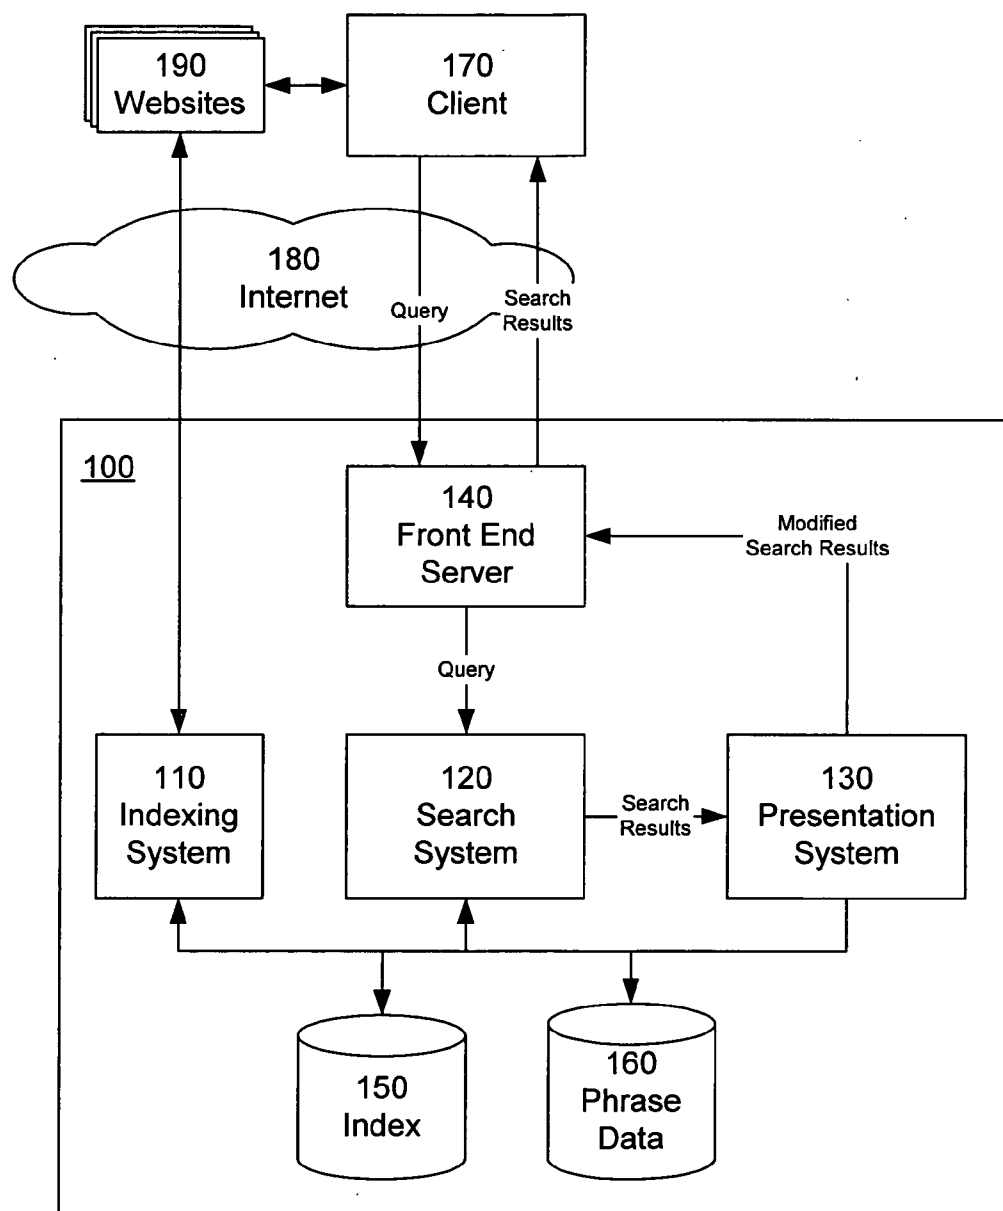 190
Websites
170
Client
180
Internet
Query
Search
Results
100
140
Front End
Server
Modified
Search Results
Query
110
Indexing
System
120
Search
System
Search
Results
130
Presentation
System
150
Index
160
Phrase
Data